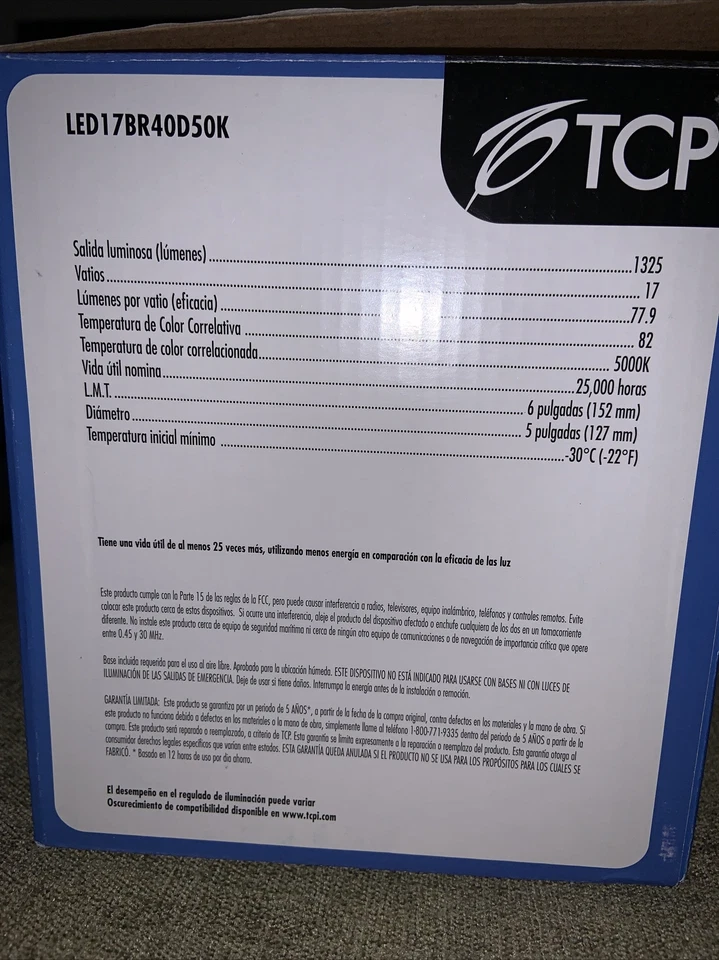 LED17BR40D50K
TCP
Salida luminosa (lúmenes) 1325
Vatios 17
Lúmenes por vatio (eficacia) 77.9
Temperatura de Color Correlativa 82
Temperatura de color correlacionada 5000K
Vida útil nomina 25,000 horas
L.M.T. 6 pulgadas (152 mm)
Diámetro 5 pulgadas (127 mm)
Temperatura inicial mínimo -30°C (-22°F)
Tiene una vida útil de al menos 25 veces más, utilizando menos energía en comparación con la eficacia de las luz
Este producto cumple con la Parte 15 de las reglas de la FCC, pero puede causar interferencia a radios, televisores, equipo inalámbrico, teléfonos y controles remotos. Evite
colocar este producto cerca de estos dispositivos. Si ocurre una interferencia, aleje el producto del dispositivo afectado o enchufe cualquiera de los dos en un tomacorriente
diferente. No instale este producto cerca de equipo de seguridad marítima ni cerca de ningún otro equipo de comunicaciones o de navegación de importancia crítica que opere
entre 0.45 y 30 MHz.
Base incluida requerida para el uso al aire libre. Aprobado para la ubicación húmeda. ESTE DISPOSITIVO NO ESTÁ INDICADO PARA USARSE CON BASES NI CON LUCES DE
ILUMINACIÓN DE LAS SALIDAS DE EMERGENCIA. Deje de usar si tiene daños. Interrumpa la energía antes de la instalación o remoción.
GARANTÍA LIMITADA: Este producto se garantiza por un periodo de 5 AÑOS*, a partir de la fecha de la compra original, contra defectos en los materiales y la mano de obra. Si
este producto no funciona debido a defectos en los materiales o la mano de obra, simplemente llame al teléfono 1-800-771-9335 dentro del periodo de 5 AÑOS a partir de la
compra. Este producto será reparado o reemplazado, a criterio de TCP. Esta garantía se limita expresamente a la reparación o reemplazo del producto. Esta garantía otorga al
consumidor derechos legales específicos que varían entre estados. ESTA GARANTÍA QUEDA ANULADA SI EL PRODUCTO NO SE USA PARA LOS PROPÓSITOS PARA LOS CUALES SE
FABRICÓ. * Basado en 12 horas de uso por día ahorro.
El desempeño en el regulado de iluminación puede variar
Oscurecimiento de compatibilidad disponible en www.tcpi.com